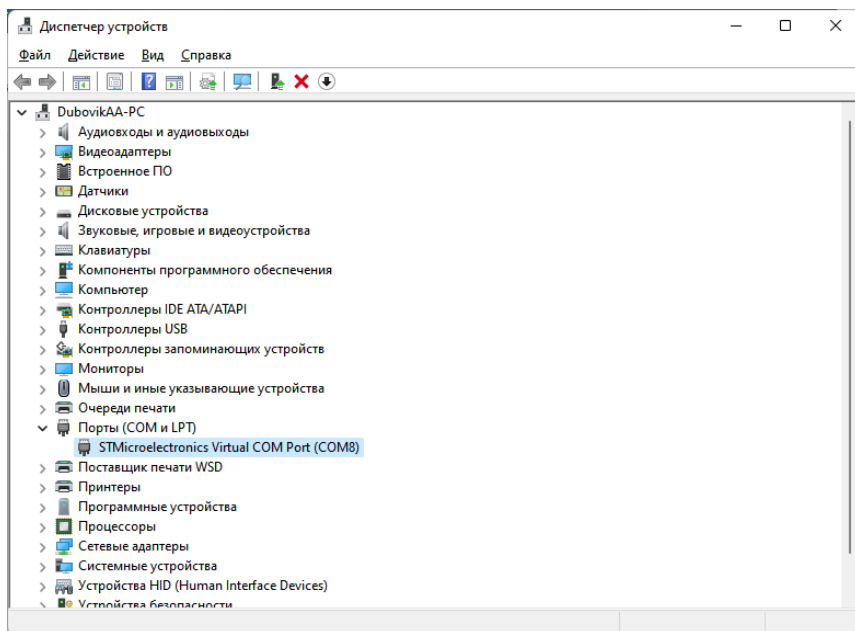 Диспетчер устройств
Файл Действие Вид Справка
DubovikAA-PC
Аудиовходы и аудиовыходы
Видеоадаптеры
Встроенное ПО
Датчики
Дисковые устройства
Звуковые, игровые и видеоустройства
Клавиатуры
Компоненты программного обеспечения
Компьютер
Контроллеры IDE ATA/ATAPI
Контроллеры USB
Контроллеры запоминающих устройств
Мониторы
Мыши и иные указывающие устройства
Очереди печати
Порты (COM и LPT)
STMicroelectronics Virtual COM Port (COM8)
Поставщик печати WSD
Принтеры
Программные устройства
Процессоры
Сетевые адаптеры
Системные устройства
Устройства HID (Human Interface Devices)
Устройства безопасности